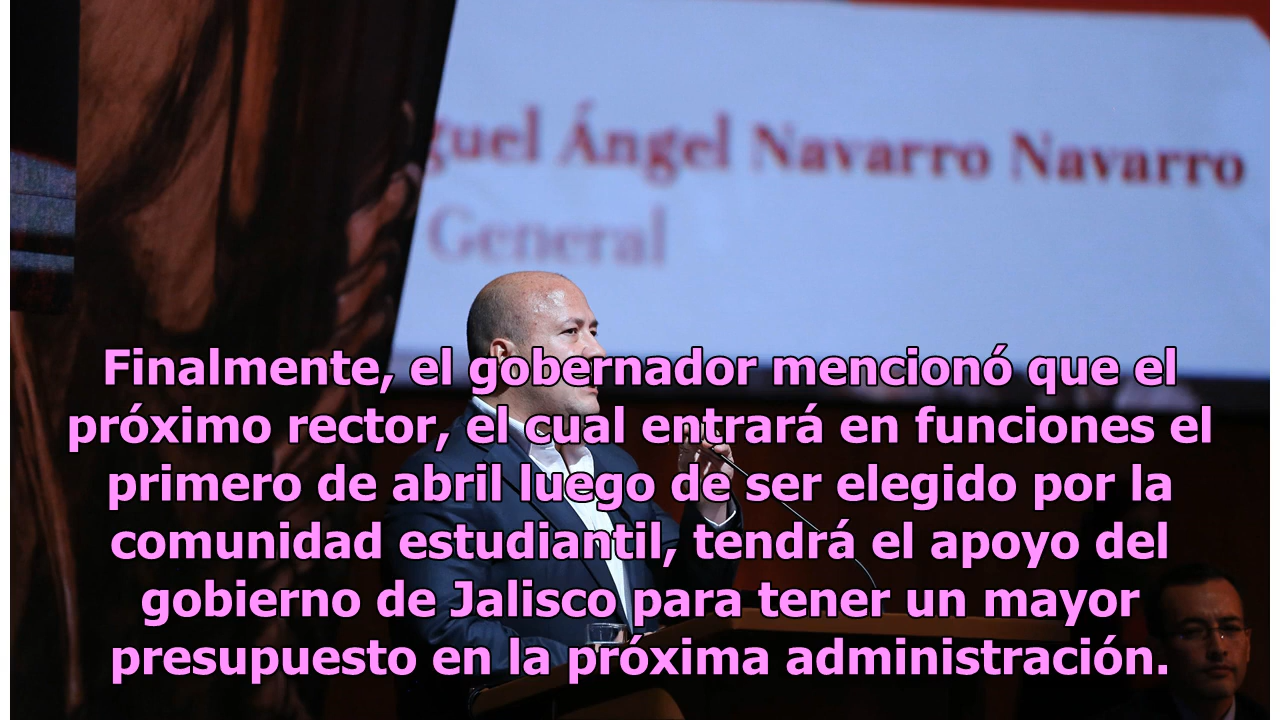 guel Ángel Navarro Navarro
General
Finalmente, el gobernador mencionó que el
próximo rector, el cual entrará en funciones el
primero de abril luego de ser elegido por la
comunidad estudiantil, tendrá el apoyo del
gobierno de Jalisco para tener un mayor
presupuesto en la próxima administración.